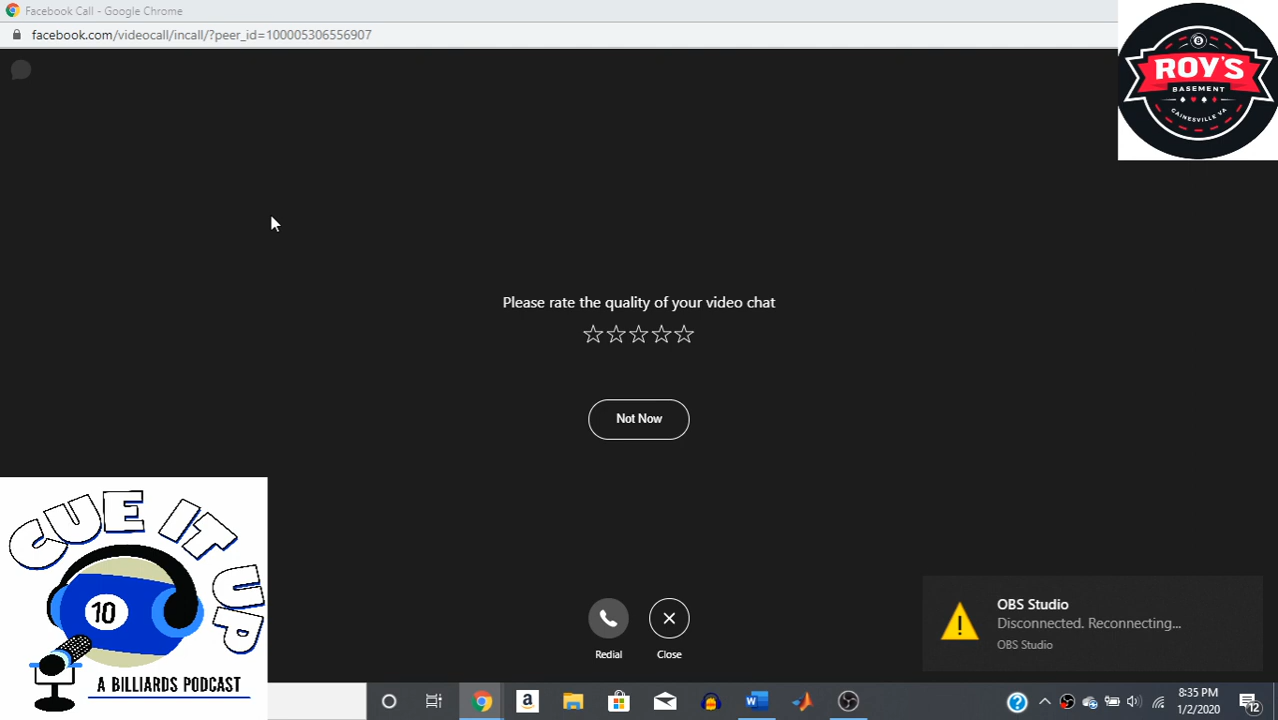 Facebook Call - Google Chrome
facebook.com/videocall/incall/?peer_id=100005306556907
8
ROY'S
BASEMENT
GAINESVILLE VA
Please rate the quality of your video chat
Not Now
CUE IT UP
10
A BILLIARDS PODCAST
Redial
Close
OBS Studio
Disconnected. Reconnecting...
OBS Studio
a
W
?
8:35 PM
1/2/2020
12